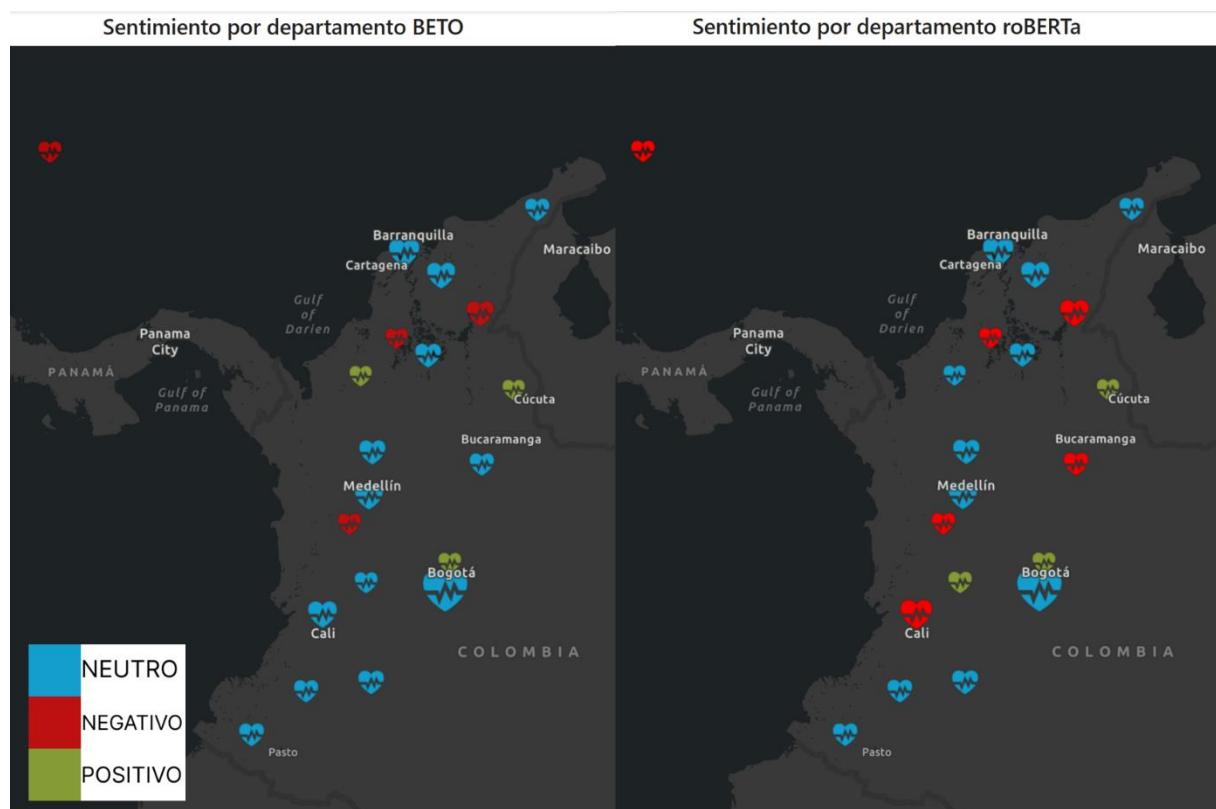 Sentimiento por departamento BETO
Barranquilla
Cartagena
Maracaibo
Gulf
of
Darien
Panama
City
PANAMÁ
Gulf of
Panama
Cúcuta
Bucaramanga
Medellín
Bogotá
Cali
COLOMBIA
Pasto
NEUTRO
NEGATIVO
POSITIVO
Sentimiento por departamento roBERTa
Barranquilla
Cartagena
Maracaibo
Gulf
of
Darien
Panama
City
PANAMÁ
Gulf of
Panama
Cúcuta
Bucaramanga
Medellín
Bogotá
Cali
COLOMBIA
Pasto